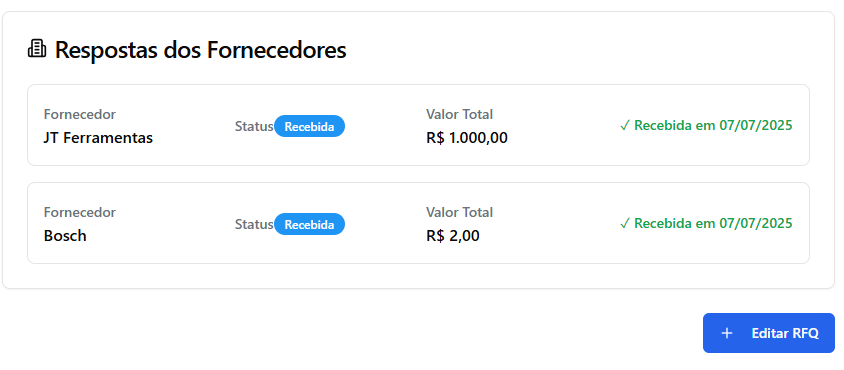 Respostas dos Fornecedores
Fornecedor
JT Ferramentas
Status Recebida
Valor Total
R$ 1.000,00
✓ Recebida em 07/07/2025
Fornecedor
Bosch
Status Recebida
Valor Total
R$ 2,00
✓ Recebida em 07/07/2025
+ Editar RFQ